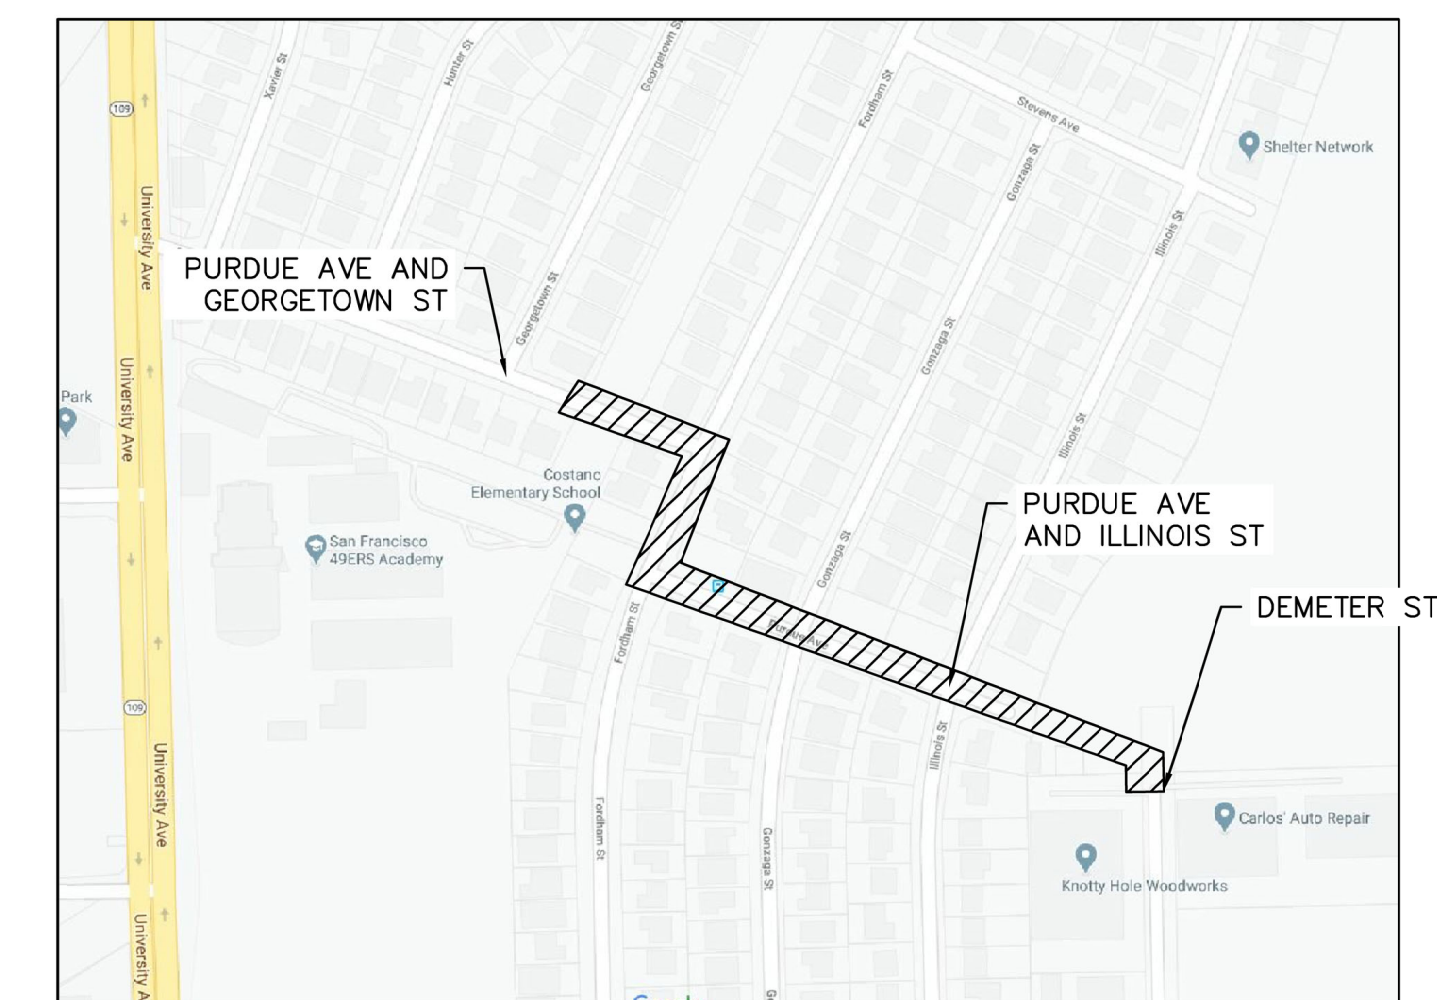 Xavier St
Hunter St
Georgetown S
109
Fordham St
Stevens Ave
Gonzaga St
Shelter Network
University Ave
Illinois St
PURDUE AVE AND
GEORGETOWN ST
Georgetown St
Gonzaga St
University Ave
Park
Illinois St
Costano
Elementary School
San Francisco
49ERS Academy
PURDUE AVE
AND ILLINOIS ST
Gonzaga St
DEMETER ST
Fordham St
Purdue Ave
109
University Ave
Illinois St
Fordham St
Gonzaga St
Carlos' Auto Repair
Knotty Hole Woodworks
University A